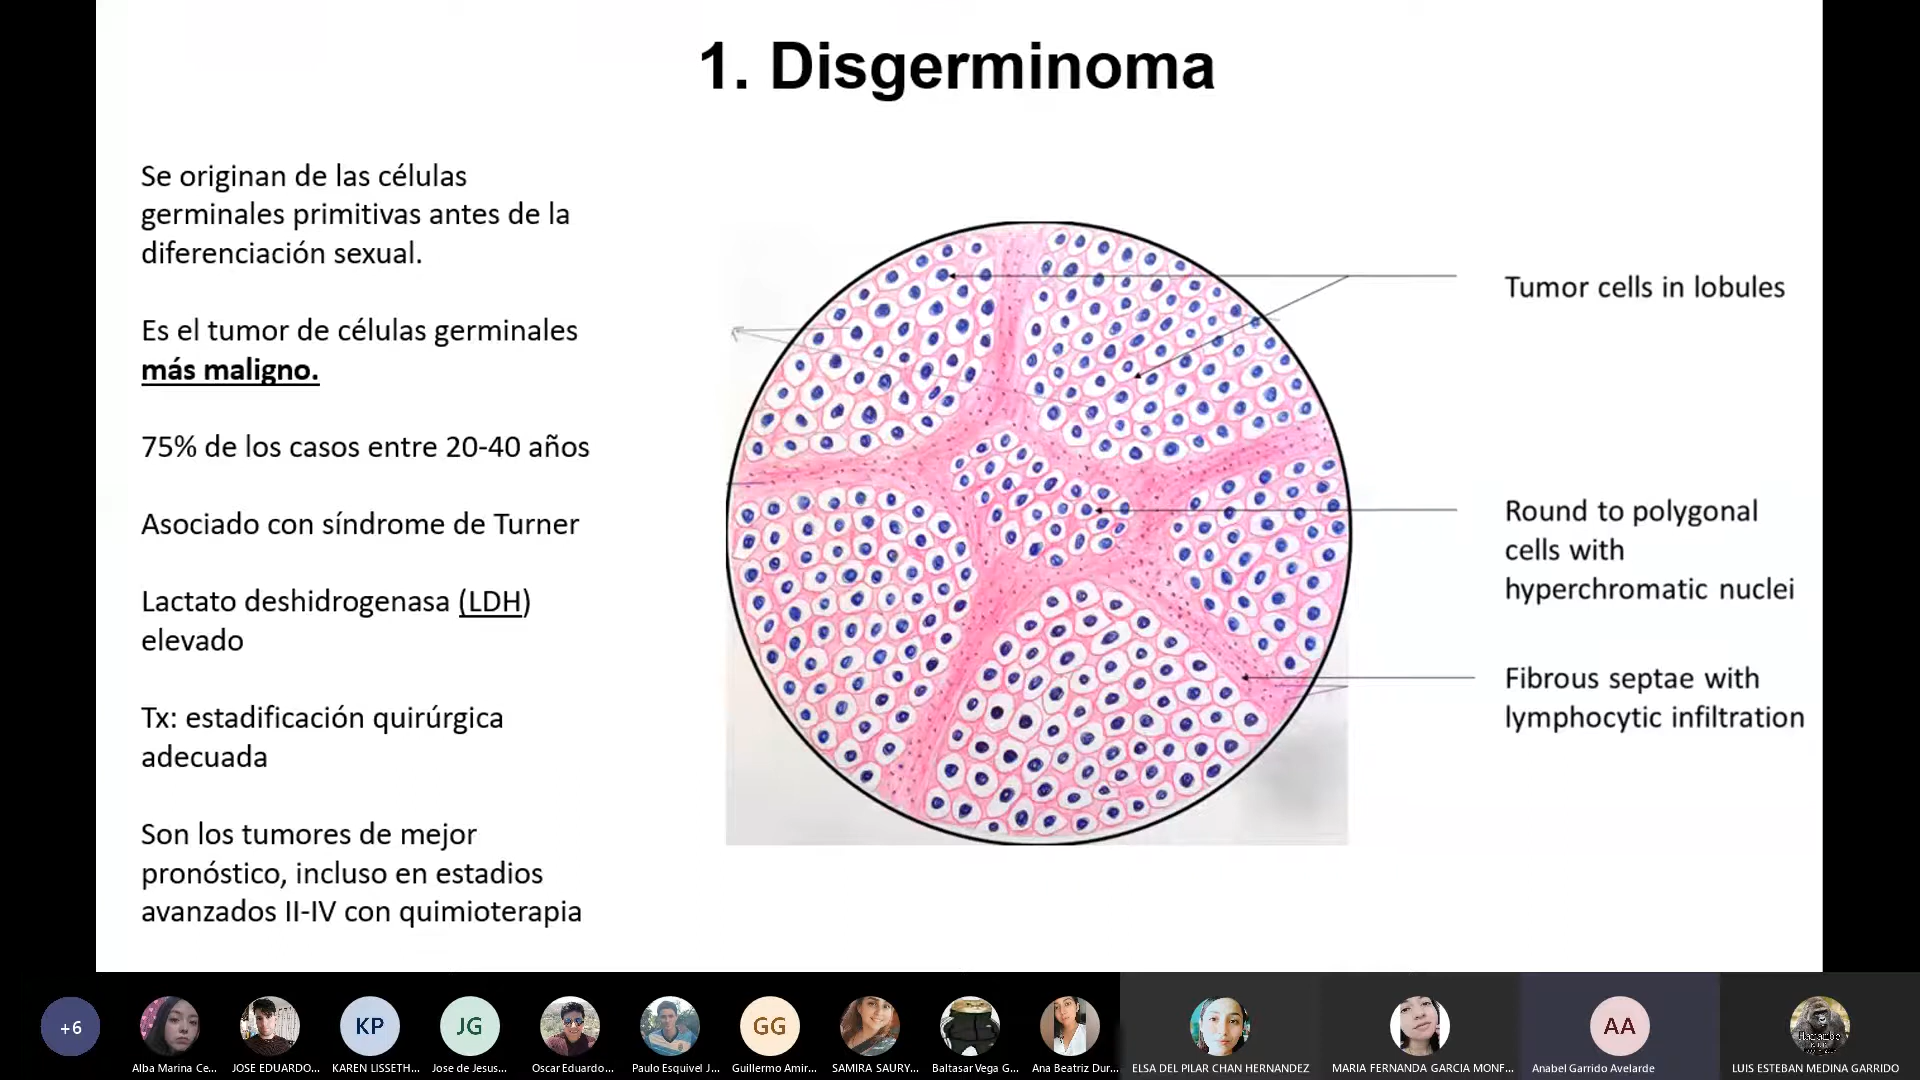 1. Disgerminoma
Se originan de las células
germinales primitivas antes de la
diferenciación sexual.
Es el tumor de células germinales
más maligno.
75% de los casos entre 20-40 años
Asociado con síndrome de Turner
Lactato deshidrogenasa (LDH)
elevado
Tx: estadificación quirúrgica
adecuada
Son los tumores de mejor
pronóstico, incluso en estadios
avanzados II-IV con quimioterapia
Tumor cells in lobules
Round to polygonal
cells with
hyperchromatic nuclei
Fibrous septae with
lymphocytic infiltration
+6
KP
JG
GG
AA
Alba Marina Ce...
JOSE EDUARDO...
KAREN LISSETH...
Jose de Jesus...
Oscar Eduardo...
Paulo Esquivel J...
Guillermo Amir...
SAMIRA SAURY...
Baltasar Vega G...
Ana Beatriz Dur...
ELSA DEL PILAR CHAN HERNANDEZ
MARIA FERNANDA GARCIA MONF...
Anabel Garrido Avelarde
LUIS ESTEBAN MEDINA GARRIDO